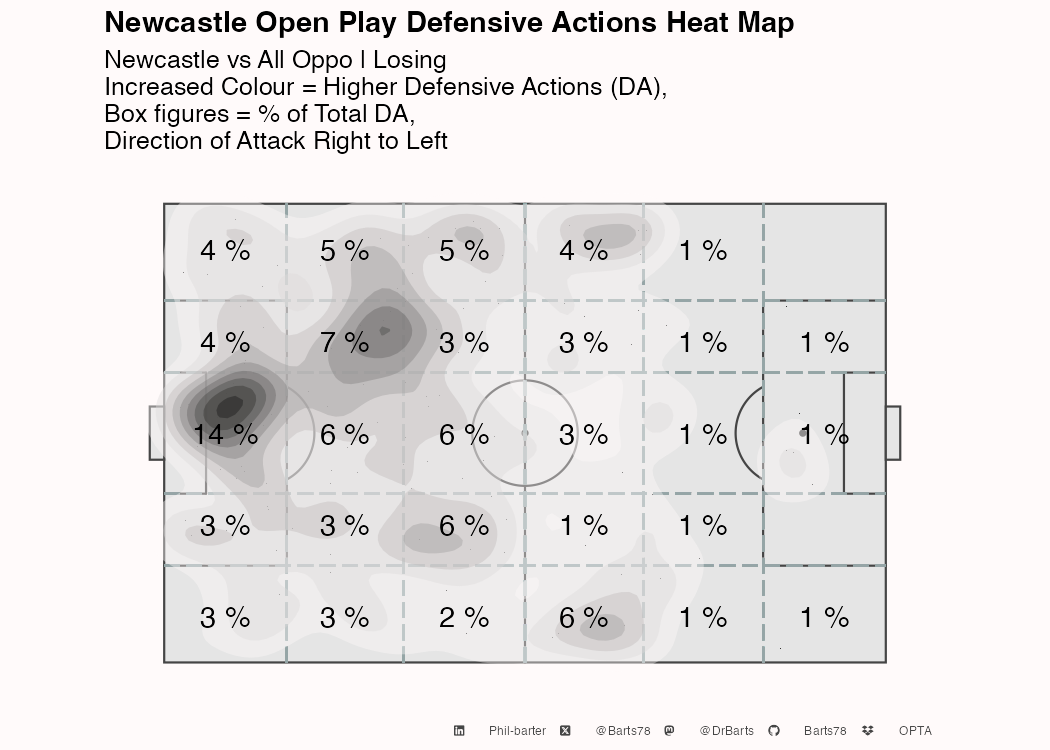 Newcastle Open Play Defensive Actions Heat Map
Newcastle vs All Oppo | Losing
Increased Colour = Higher Defensive Actions (DA),
Box figures = % of Total DA,
Direction of Attack Right to Left
4 % 5 % 5 % 4 % 1 %
4 % 7 % 3 % 3 % 1 % 1 %
14 % 6 % 6 % 3 % 1 % 1 %
3 % 3 % 6 % 1 % 1 %
3 % 3 % 2 % 6 % 1 % 1 %
Phil-barter @Barts78 @DrBarts Barts78 OPTA